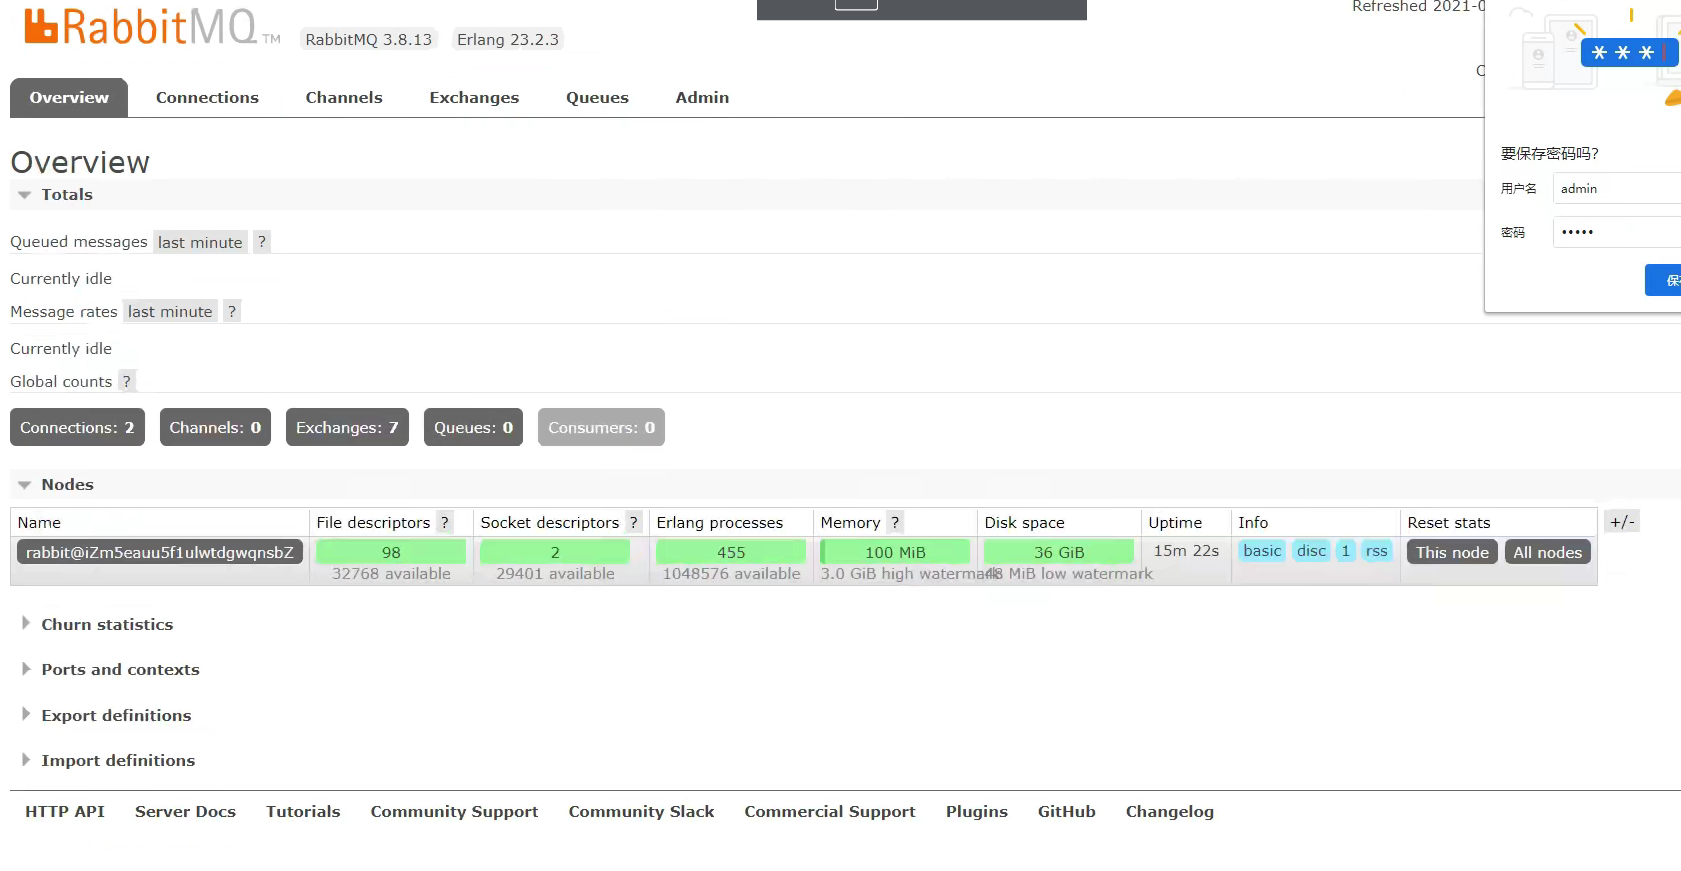 RabbitMQ TM RabbitMQ 3.8.13 Erlang 23.2.3
Refreshed 2021-0
Overview Connections Channels Exchanges Queues Admin
Overview
Totals
Queued messages last minute ?
Currently idle
Message rates last minute ?
Currently idle
Global counts ?
Connections: 2 Channels: 0 Exchanges: 7 Queues: 0 Consumers: 0
Nodes
Name File descriptors ? Socket descriptors ? Erlang processes Memory ? Disk space Uptime Info Reset stats +/-
rabbit@iZm5eauu5f1ulwtdgwqnsbZ 98 2 455 100 MiB 36 GiB 15m 22s basic disc 1 rss This node All nodes
32768 available 29401 available 1048576 available 3.0 GiB high watermark 48 MiB low watermark
Churn statistics
Ports and contexts
Export definitions
Import definitions
HTTP API Server Docs Tutorials Community Support Community Slack Commercial Support Plugins GitHub Changelog
* * *
要保存密码吗?
用户名 admin
密码 •••••
保